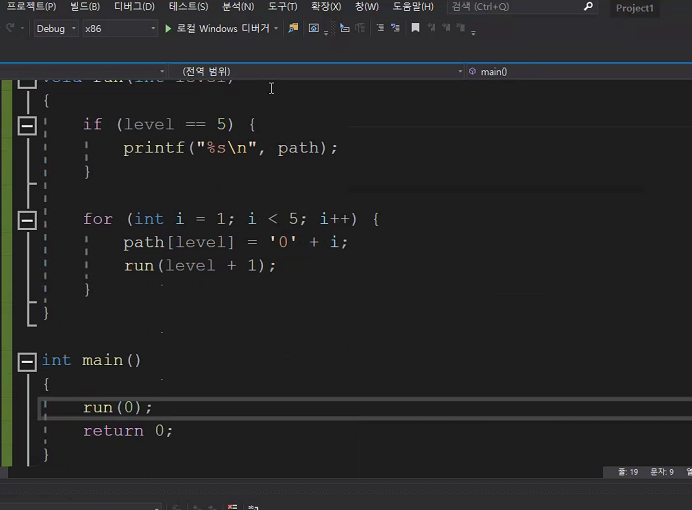 프로젝트(P) 빌드(B) 디버그(D) 테스트(S) 분석(N) 도구(T) 확장(X) 창(W) 도움말(H) 검색 (Ctrl+Q) Project1
Debug x86 로컬 Windows 디버거
(전역 범위) main()
void run(int level)
{
if (level == 5) {
printf("%s\n", path);
}
for (int i = 1; i < 5; i++) {
path[level] = '0' + i;
run(level + 1);
}
}
int main()
{
run(0);
return 0;
}
줄: 19 문자: 9